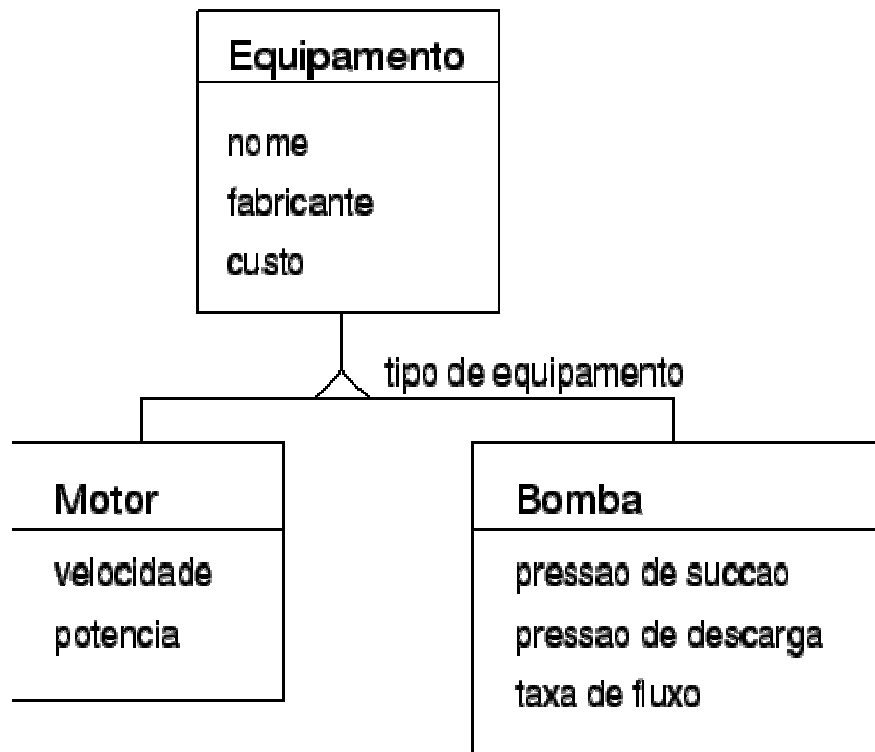 Equipamento
nome
fabricante
custo
tipo de equipamento
Motor
velocidade
potencia
Bomba
pressao de succao
pressao de descarga
taxa de fluxo